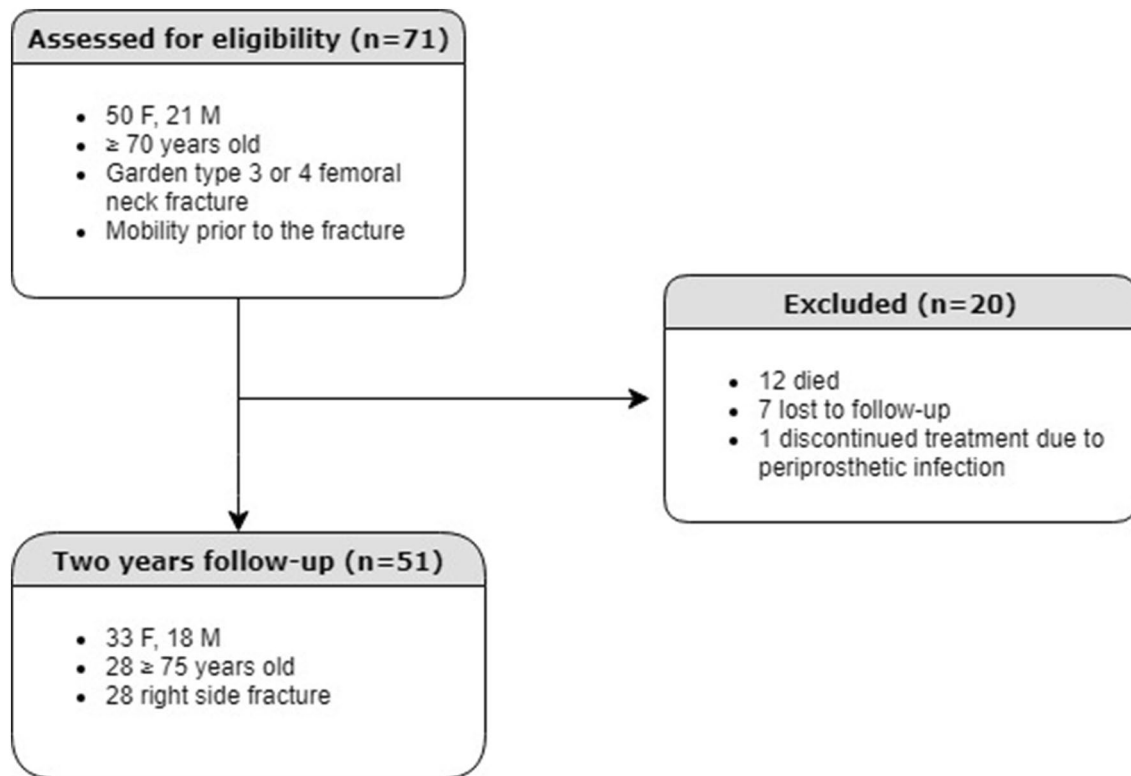 Assessed for eligibility (n=71)
• 50 F, 21 M
• ≥ 70 years old
• Garden type 3 or 4 femoral
neck fracture
• Mobility prior to the fracture
Excluded (n=20)
• 12 died
• 7 lost to follow-up
• 1 discontinued treatment due to
periprosthetic infection
Two years follow-up (n=51)
• 33 F, 18 M
• 28 ≥ 75 years old
• 28 right side fracture